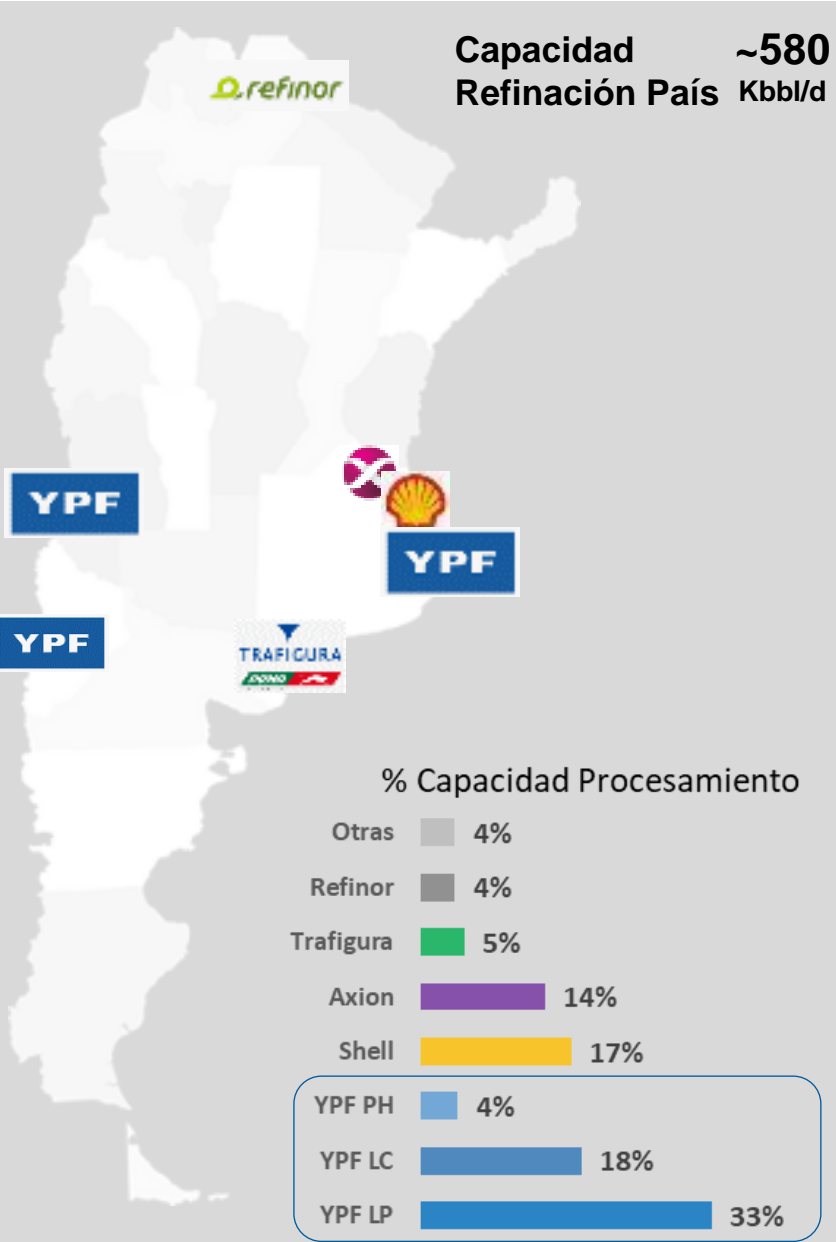 Capacidad ~580
Refinación País Kbbl/d
refinor
YPF
YPF
YPF
TRAFIGURA
% Capacidad Procesamiento
Otras 4%
Refinor 4%
Trafigura 5%
Axion 14%
Shell 17%
YPF PH 4%
YPF LC 18%
YPF LP 33%